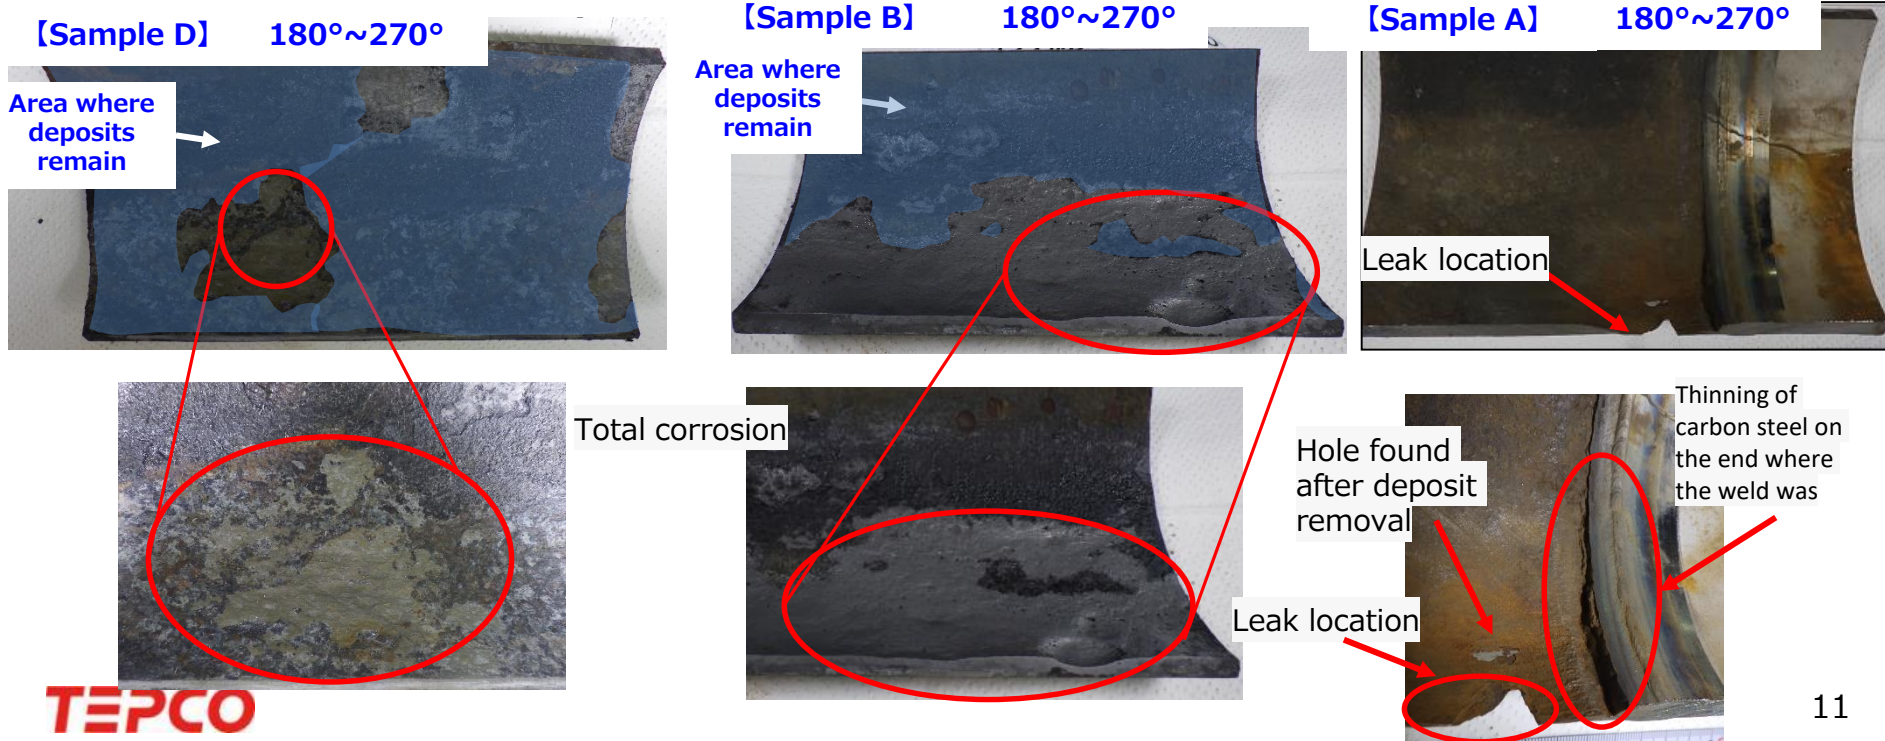 【Sample D】 180°~270°
Area where
deposits
remain
【Sample B】 180°~270°
Area where
deposits
remain
【Sample A】 180°~270°
Leak location
Total corrosion
Hole found
after deposit
removal
Thinning of
carbon steel on
the end where
the weld was
Leak location
TEPCO
11